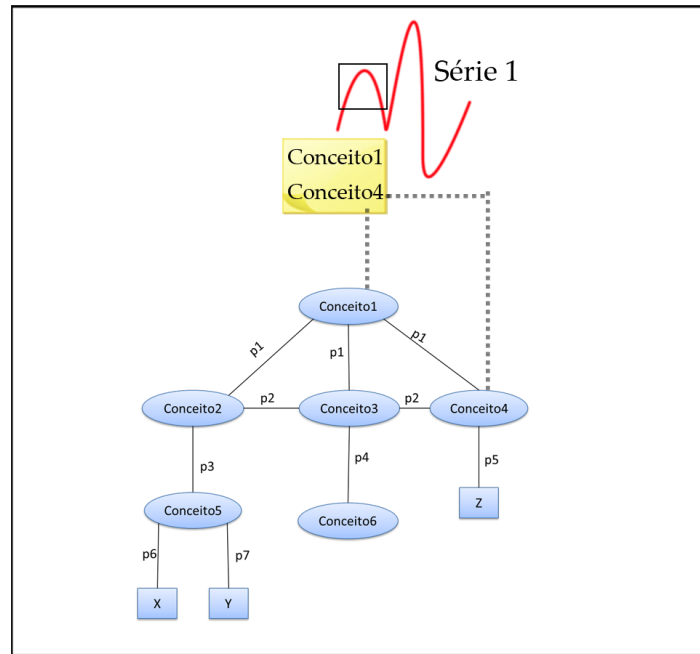 Série 1
Conceito1
Conceito4
Conceito1
p1
p1
p1
Conceito2
p2
Conceito3
p2
Conceito4
p3
p4
p5
Conceito5
Conceito6
Z
p6
p7
X
Y